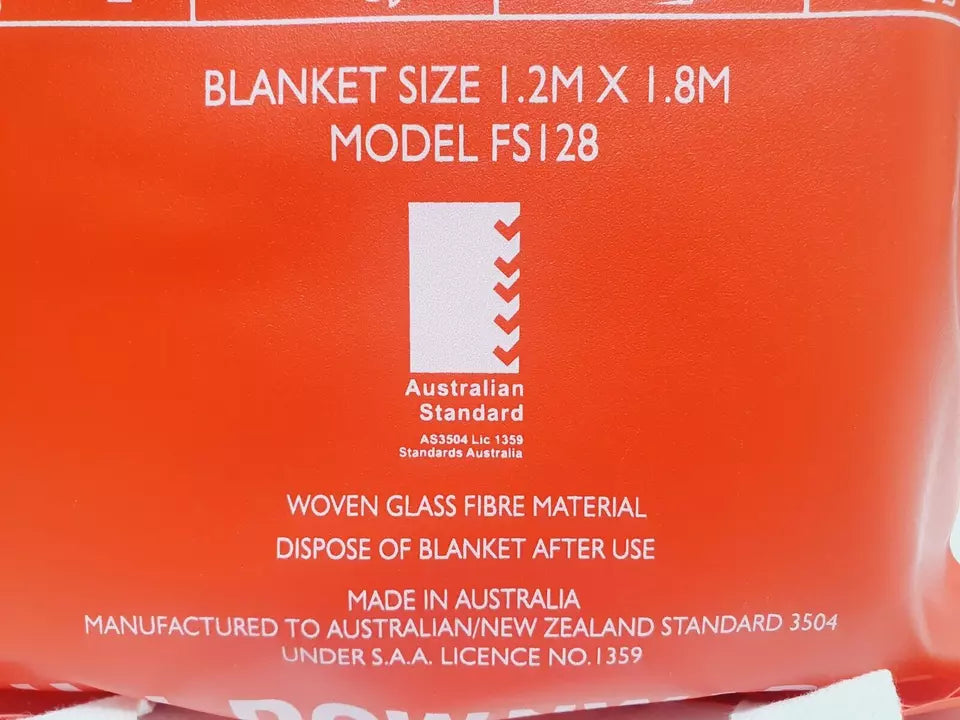 BLANKET SIZE 1.2M X 1.8M
MODEL FS128
Australian
Standard
AS3504 Lic 1359
Standards Australia
WOVEN GLASS FIBRE MATERIAL
DISPOSE OF BLANKET AFTER USE
MADE IN AUSTRALIA
MANUFACTURED TO AUSTRALIAN/NEW ZEALAND STANDARD 3504
UNDER S.A.A. LICENCE NO.1359